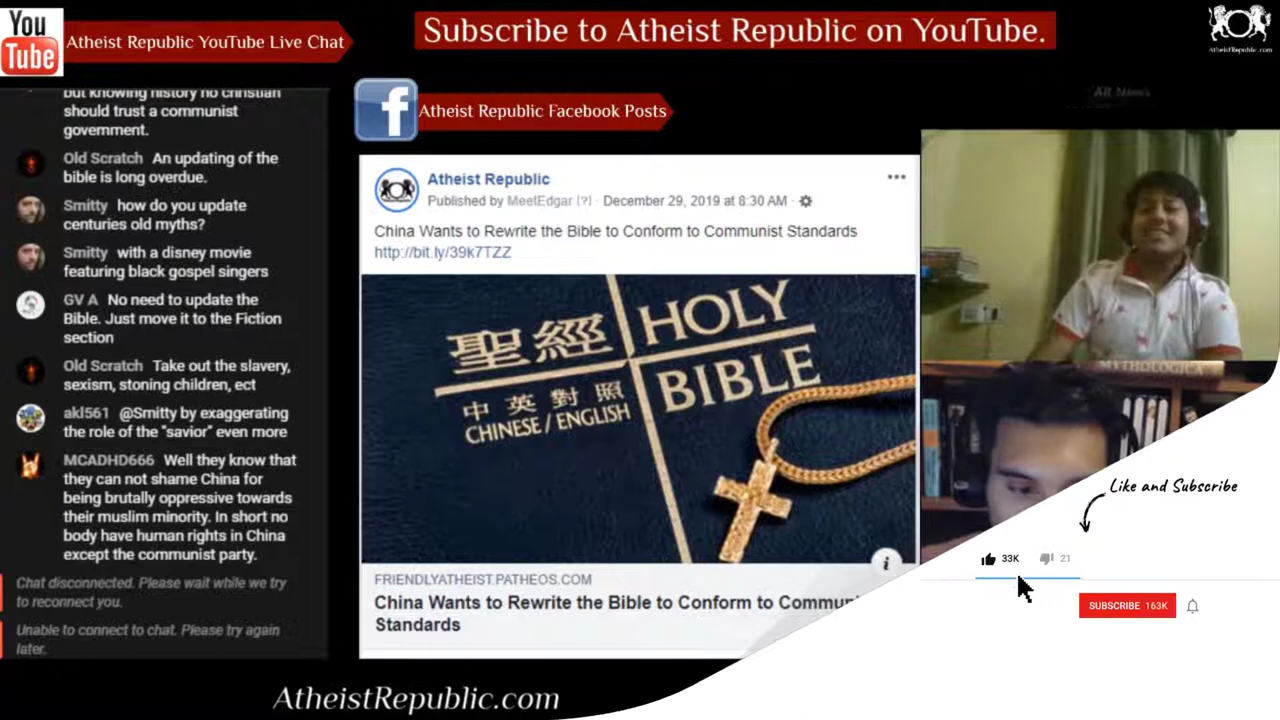 You
Tube
Atheist Republic YouTube Live Chat
Subscribe to Atheist Republic on YouTube.
AtheistRepublic.com
but knowing history no christian
should trust a communist
government.
Old Scratch An updating of the
bible is long overdue.
Smitty how do you update
centuries old myths?
Smitty with a disney movie
featuring black gospel singers
GV A No need to update the
Bible. Just move it to the Fiction
section
Old Scratch Take out the slavery,
sexism, stoning children, ect
akl561 @Smitty by exaggerating
the role of the "savior" even more
MCADHD666 Well they know that
they can not shame China for
being brutally oppressive towards
their muslim minority. In short no
body have human rights in China
except the communist party.
Chat disconnected. Please wait while we try
to reconnect you.
Unable to connect to chat. Please try again
later.
f
Atheist Republic Facebook Posts
Atheist Republic
Published by MeetEdgar [?] · December 29, 2019 at 8:30 AM ·
China Wants to Rewrite the Bible to Conform to Communist Standards
http://bit.ly/39k7TZZ
聖經
HOLY
BIBLE
中英對照
CHINESE / ENGLISH
i
FRIENDLYATHEIST.PATHEOS.COM
China Wants to Rewrite the Bible to Conform to
Standards
AR News
MYTHOLOGICA
Like and Subscribe
33K
21
SUBSCRIBE 163K
AtheistRepublic.com